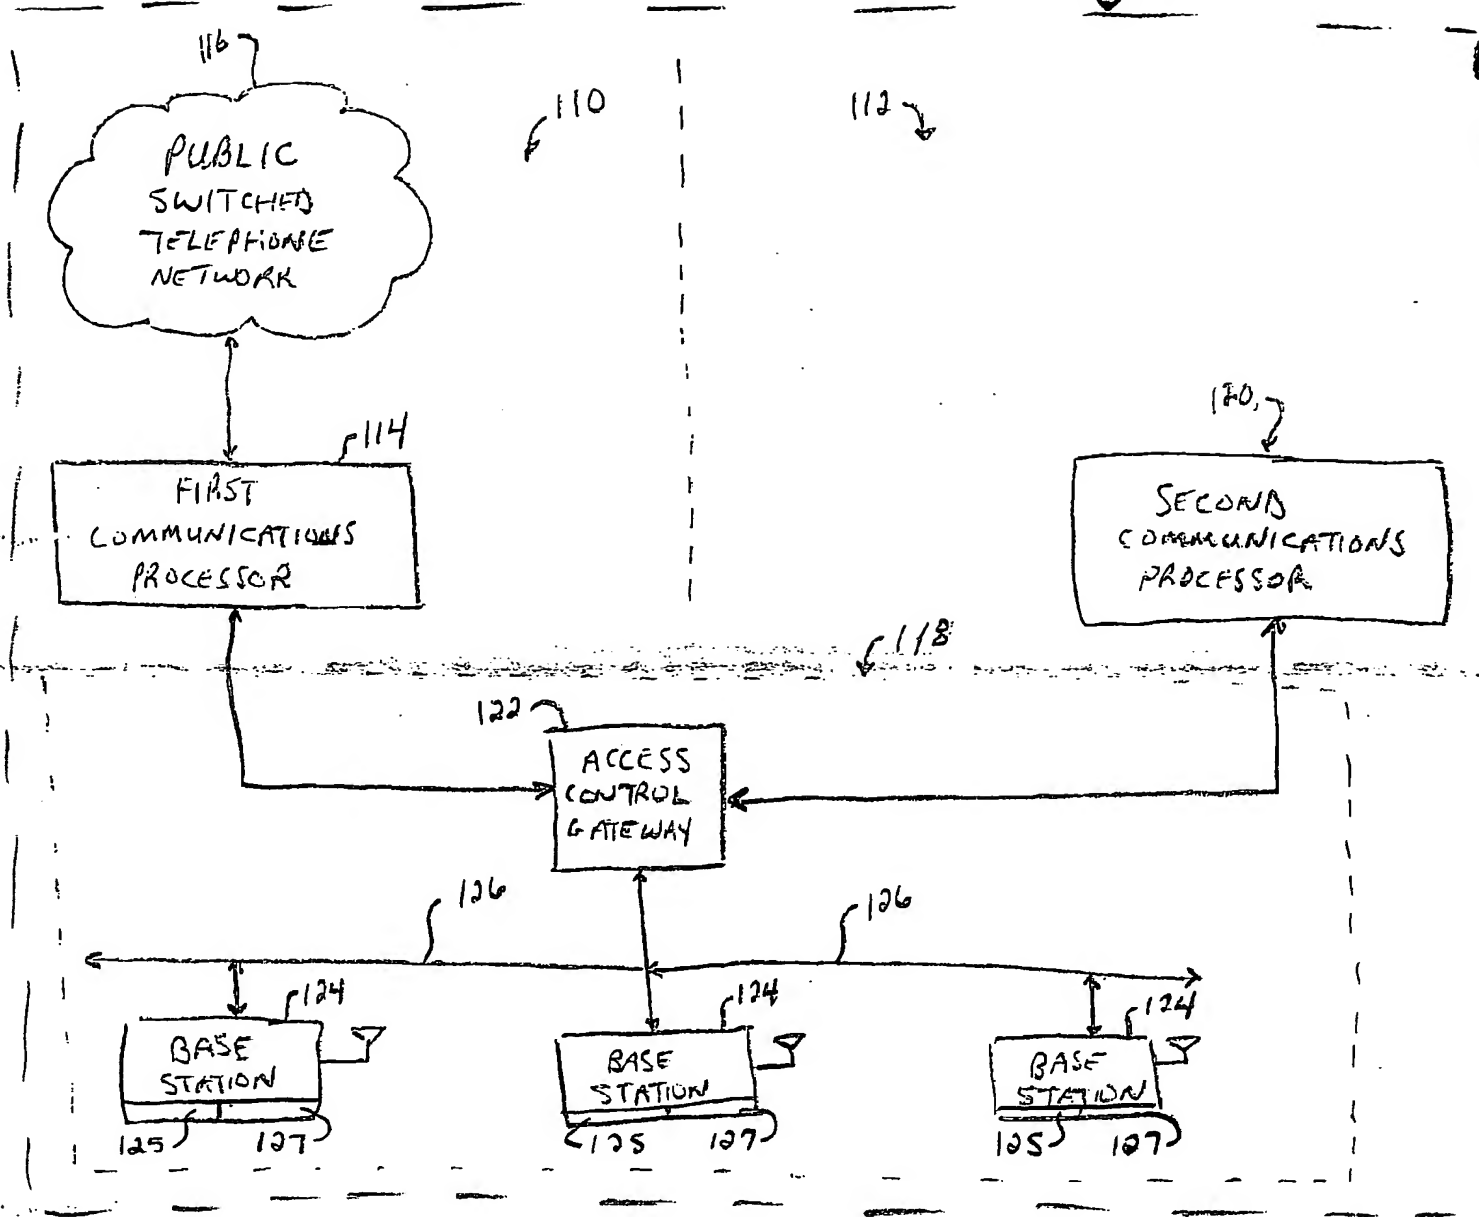 116
110
112
PUBLIC
SWITCHED
TELEPHONE
NETWORK
120
114
FIRST
COMMUNICATIONS
PROCESSOR
SECOND
COMMUNICATIONS
PROCESSOR
118
122
ACCESS
CONTROL
GATEWAY
126
126
124
124
124
BASE
STATION
BASE
STATION
BASE
STATION
125
127
125
127
125
127